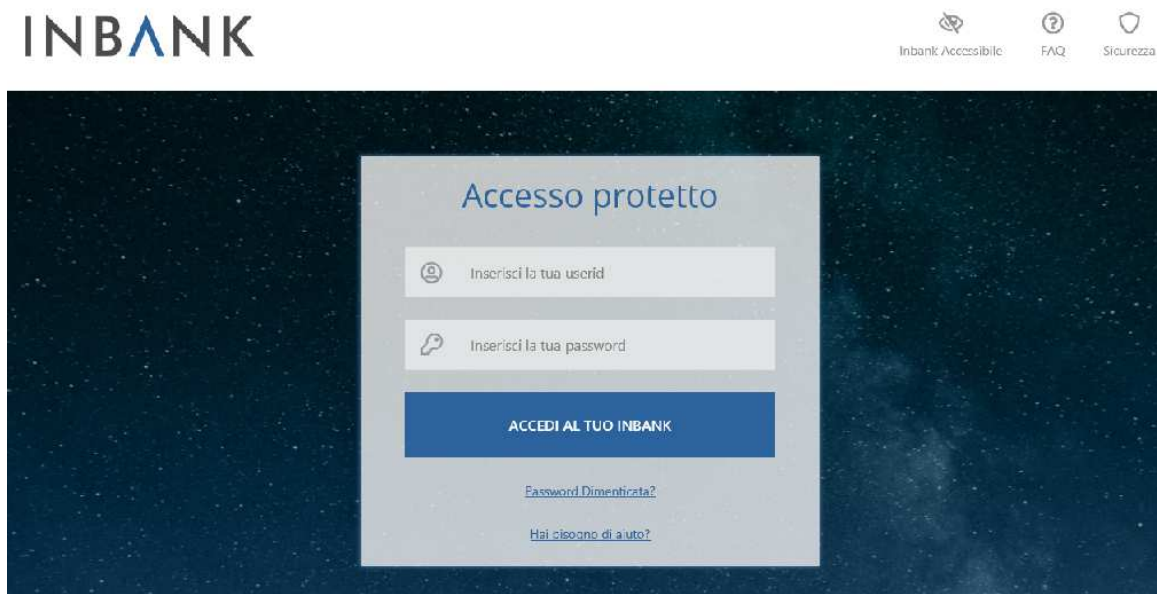 INBANK
Inbank Accessibile
FAQ
Sicurezza
Accesso protetto
Inserisci la tua userid
Inserisci la tua password
ACCEDI AL TUO INBANK
Password Dimenticata?
Hai bisogno di aiuto?